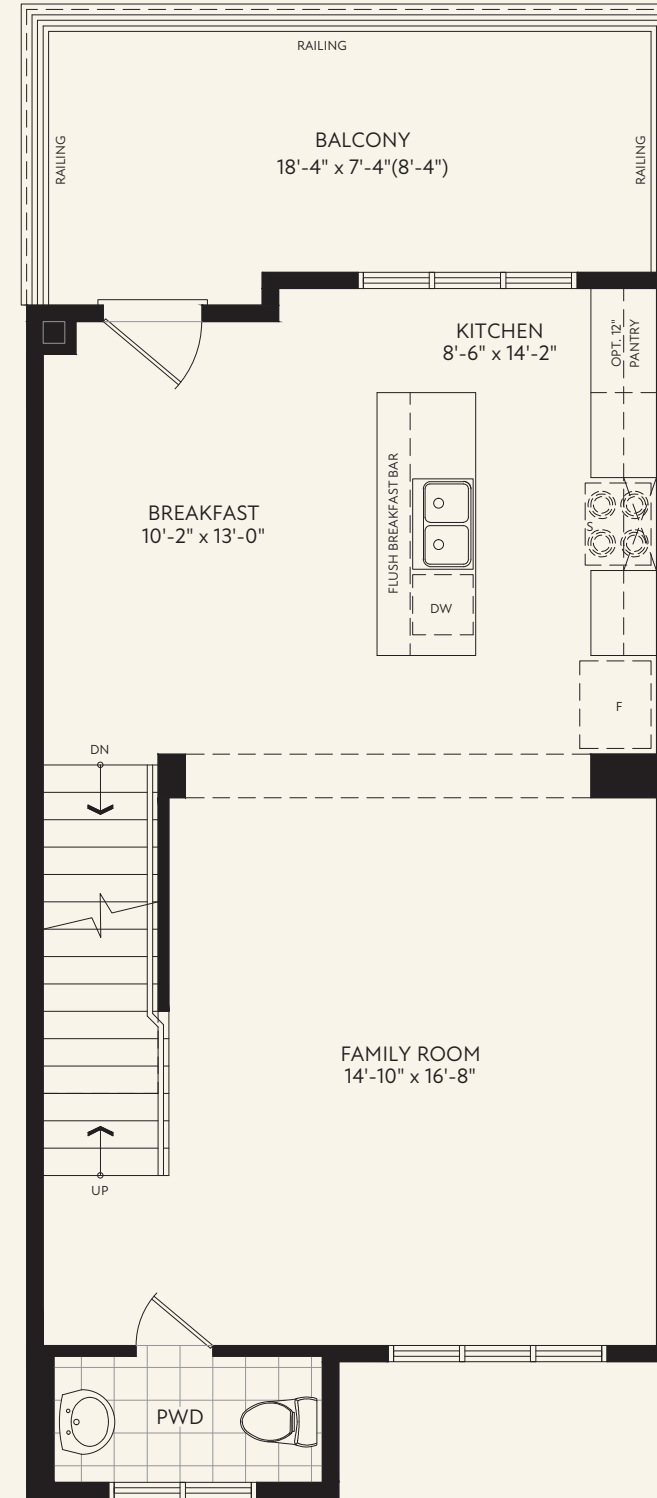 RAILING
RAILING
BALCONY
18'-4" x 7'-4"(8'-4")
RAILING
KITCHEN
8'-6" x 14'-2"
OPT. 12"
PANTRY
BREAKFAST
10'-2" x 13'-0"
FLUSH BREAKFAST BAR
S
DW
F
DN
FAMILY ROOM
14'-10" x 16'-8"
UP
PWD